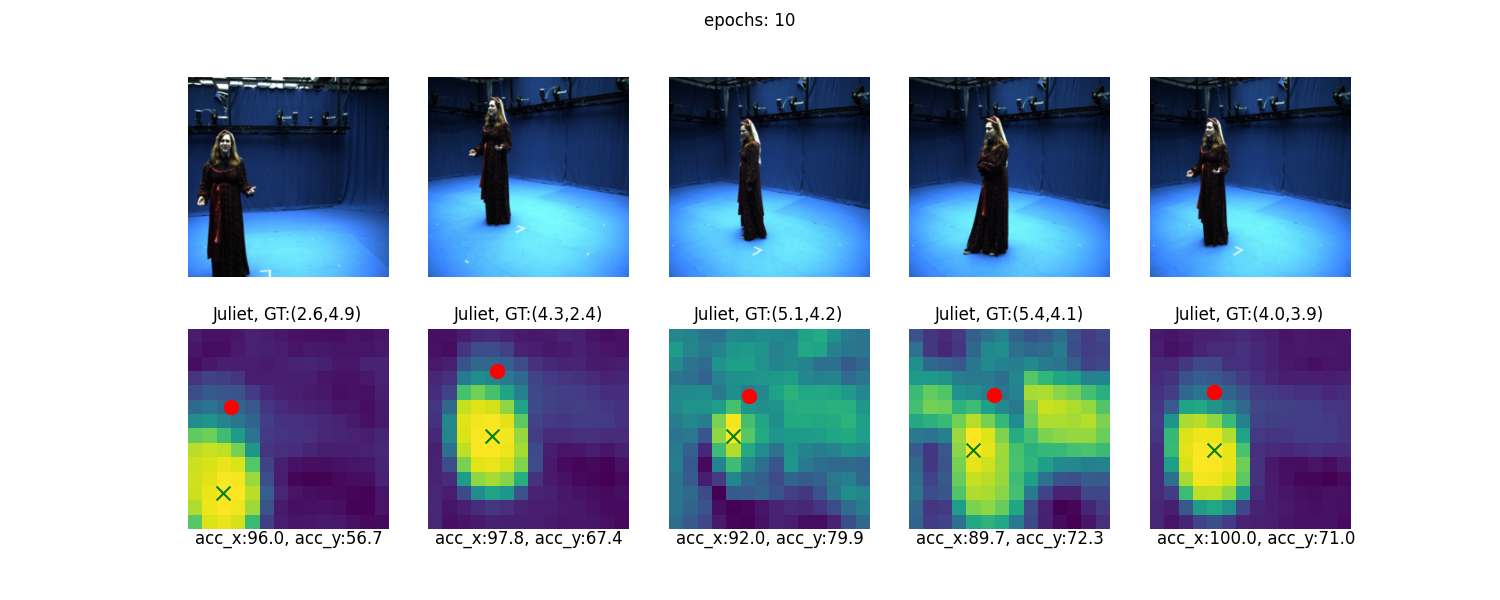 epochs: 10
Juliet, GT:(2.6,4.9)
Juliet, GT:(4.3,2.4)
Juliet, GT:(5.1,4.2)
Juliet, GT:(5.4,4.1)
Juliet, GT:(4.0,3.9)
acc_x:96.0, acc_y:56.7
acc_x:97.8, acc_y:67.4
acc_x:92.0, acc_y:79.9
acc_x:89.7, acc_y:72.3
acc_x:100.0, acc_y:71.0